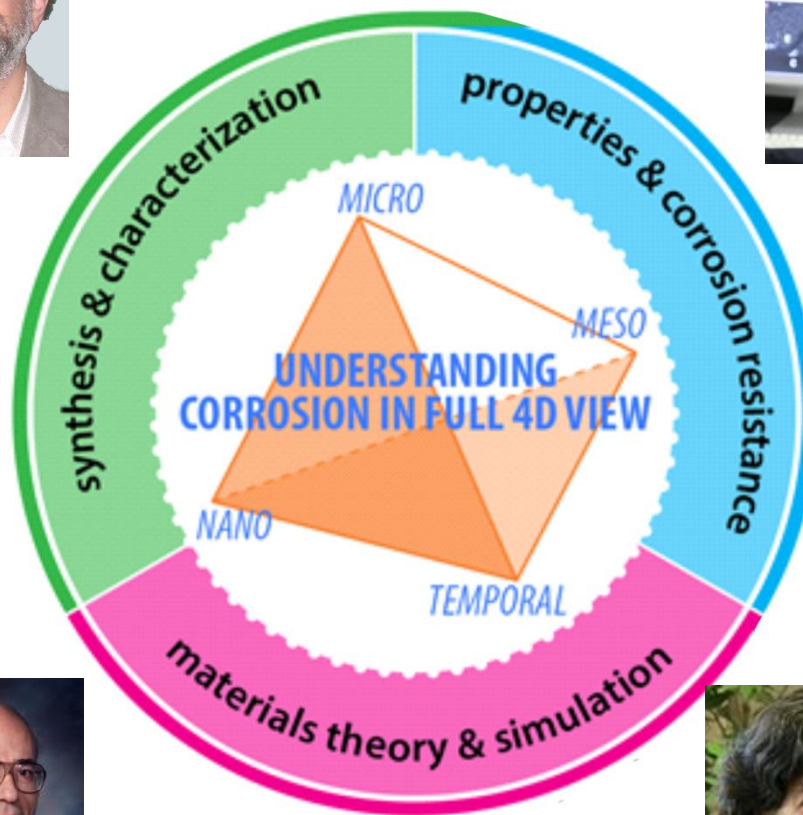 synthesis & characterization
properties & corrosion resistance
MICRO
MESO
UNDERSTANDING
CORROSION IN FULL 4D VIEW
NANO
TEMPORAL
materials theory & simulation